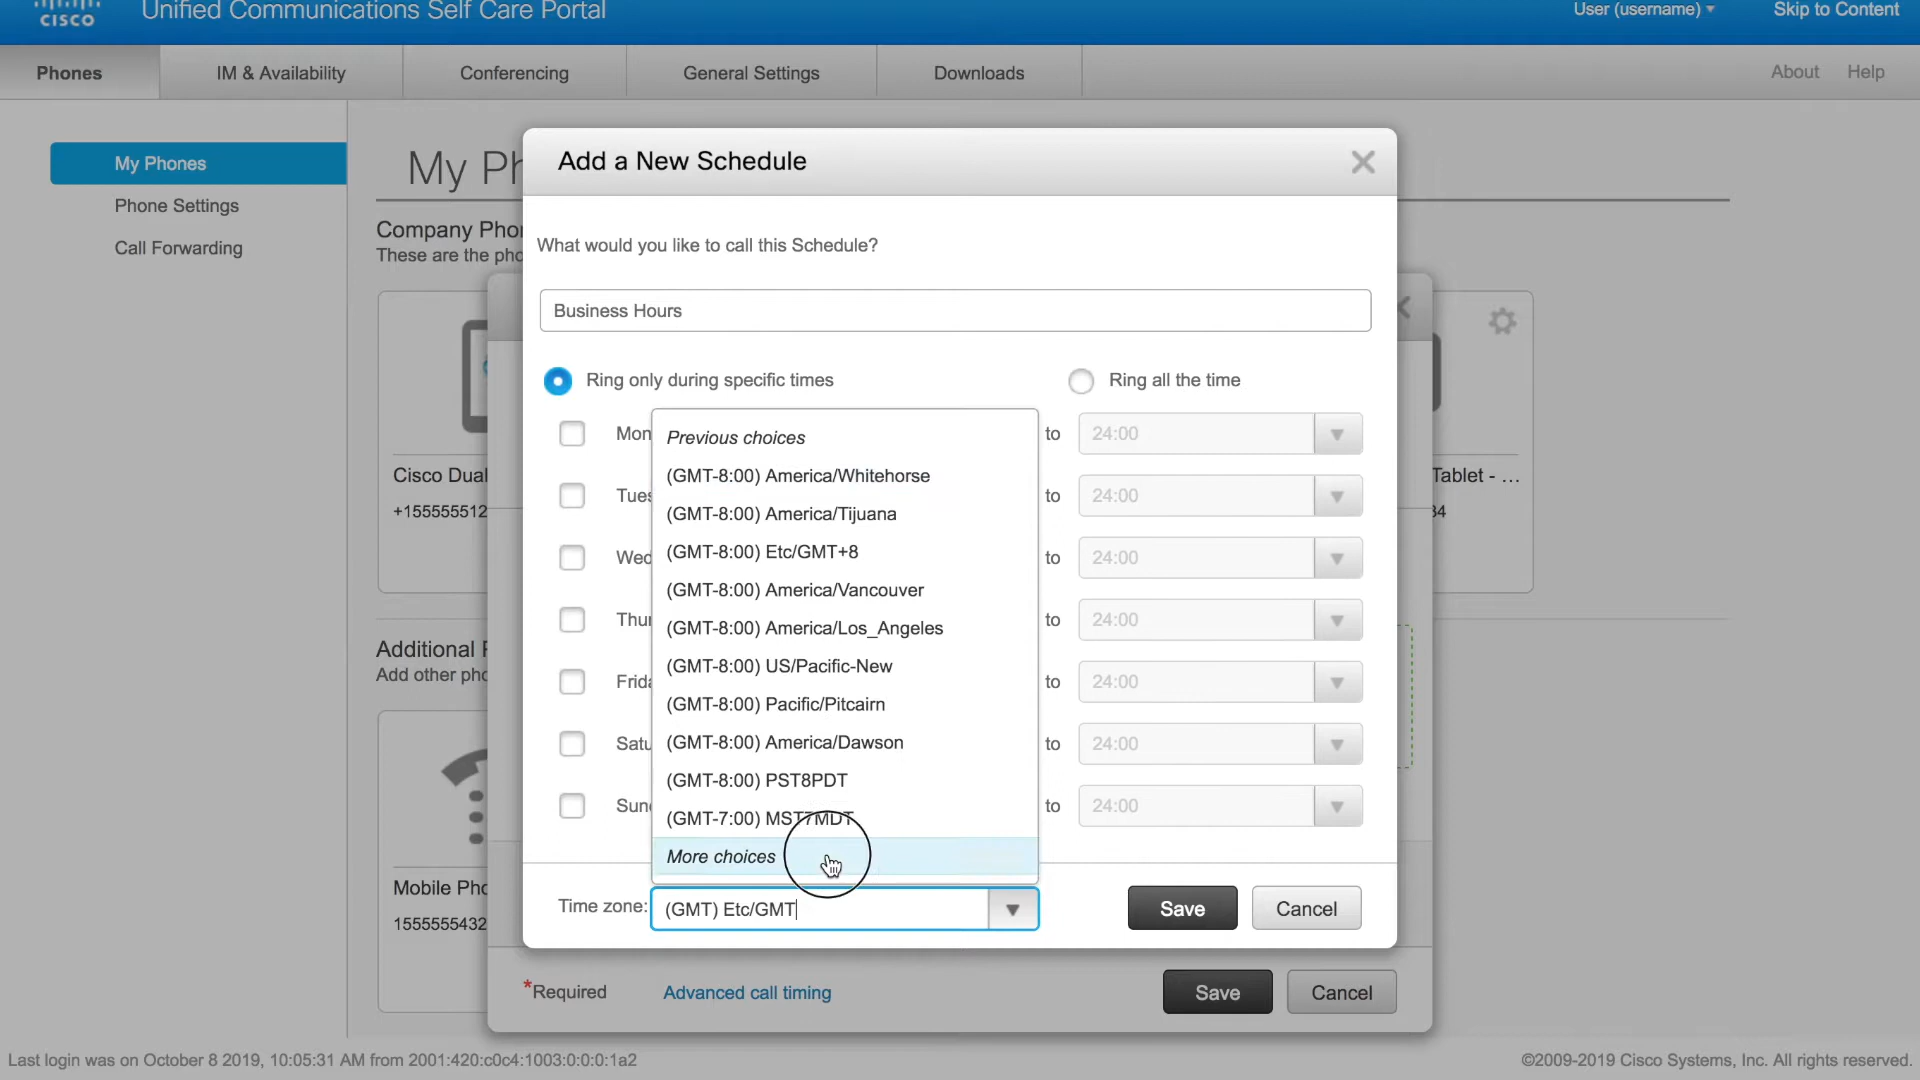 CISCO Unified Communications Self Care Portal User (username) Skip to Content
Phones IM & Availability Conferencing General Settings Downloads About Help
My Phones
Phone Settings
Call Forwarding
My Ph
Company Phon
These are the pho
Cisco Dual
+155555512
Tablet - ...
34
Additional
Add other pho
Mobile Pho
1555555432
Add a New Schedule
What would you like to call this Schedule?
Business Hours
Ring only during specific times Ring all the time
Mon to 24:00
Tues to 24:00
Wed to 24:00
Thur to 24:00
Frida to 24:00
Satu to 24:00
Sun to 24:00
Previous choices
(GMT-8:00) America/Whitehorse
(GMT-8:00) America/Tijuana
(GMT-8:00) Etc/GMT+8
(GMT-8:00) America/Vancouver
(GMT-8:00) America/Los_Angeles
(GMT-8:00) US/Pacific-New
(GMT-8:00) Pacific/Pitcairn
(GMT-8:00) America/Dawson
(GMT-8:00) PST8PDT
(GMT-7:00) MST7MDT
More choices
Time zone: (GMT) Etc/GMT Save Cancel
*Required Advanced call timing Save Cancel
Last login was on October 8 2019, 10:05:31 AM from 2001:420:c0c4:1003:0:0:0:1a2 ©2009-2019 Cisco Systems, Inc. All rights reserved.